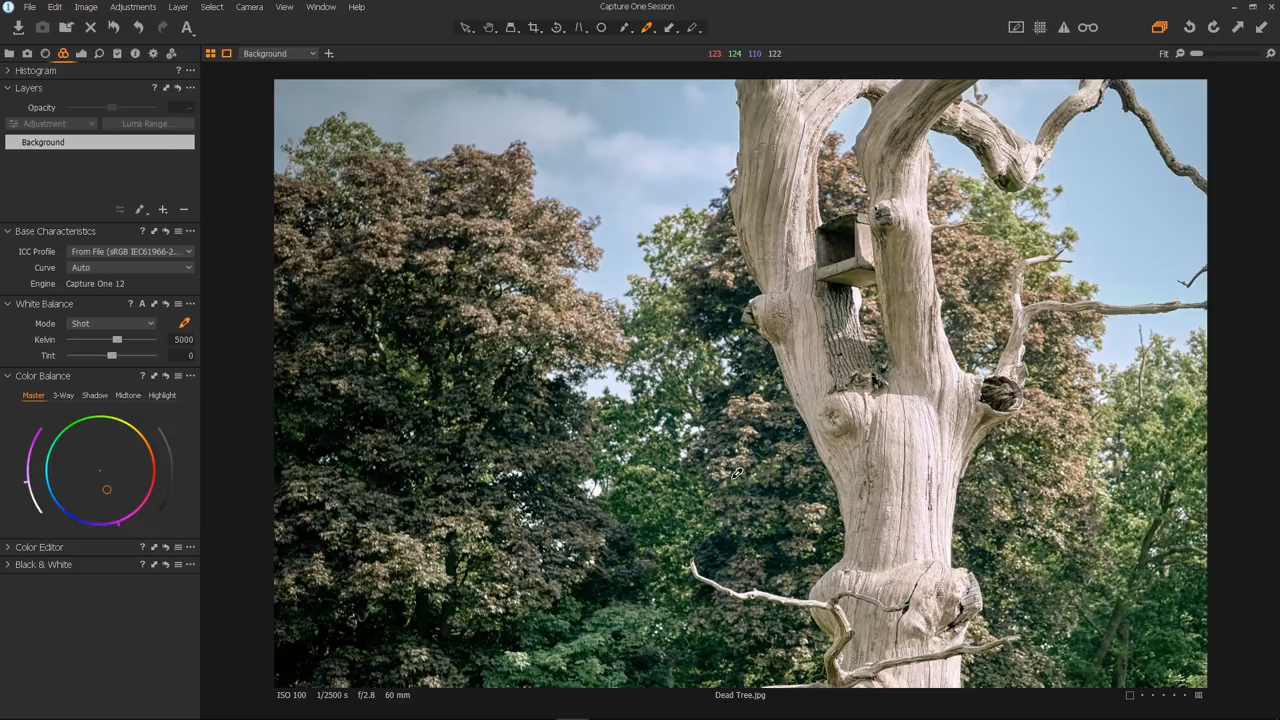 File Edit Image Adjustments Layer Select Camera View Window Help
Capture One Session
Background
123 124 110 122
Fit
Histogram
Layers
Opacity
Adjustment
Luma Range...
Background
Base Characteristics
ICC Profile From File (sRGB IEC61966-2...
Curve Auto
Engine Capture One 12
White Balance
Mode Shot
Kelvin 5000
Tint 0
Color Balance
Master 3-Way Shadow Midtone Highlight
Color Editor
Black & White
ISO 100 1/2500 s f/2.8 60 mm
Dead Tree.jpg